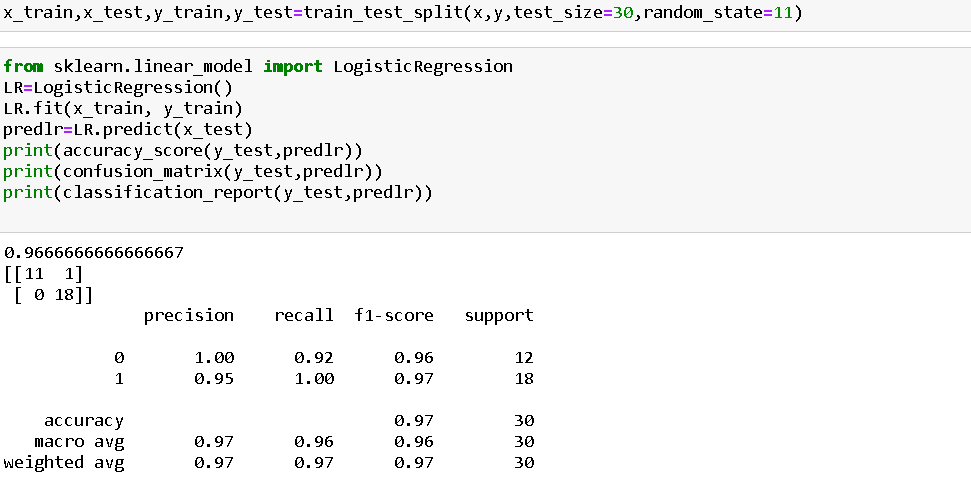 x_train,x_test,y_train,y_test=train_test_split(x,y,test_size=30,random_state=11)
from sklearn.linear_model import LogisticRegression
LR=LogisticRegression()
LR.fit(x_train, y_train)
predlr=LR.predict(x_test)
print(accuracy_score(y_test,predlr))
print(confusion_matrix(y_test,predlr))
print(classification_report(y_test,predlr))
0.9666666666666667
[[11  1]
 [ 0 18]]
              precision    recall  f1-score   support
           0       1.00      0.92      0.96        12
           1       0.95      1.00      0.97        18
    accuracy                           0.97        30
   macro avg       0.97      0.96      0.96        30
weighted avg       0.97      0.97      0.97        30